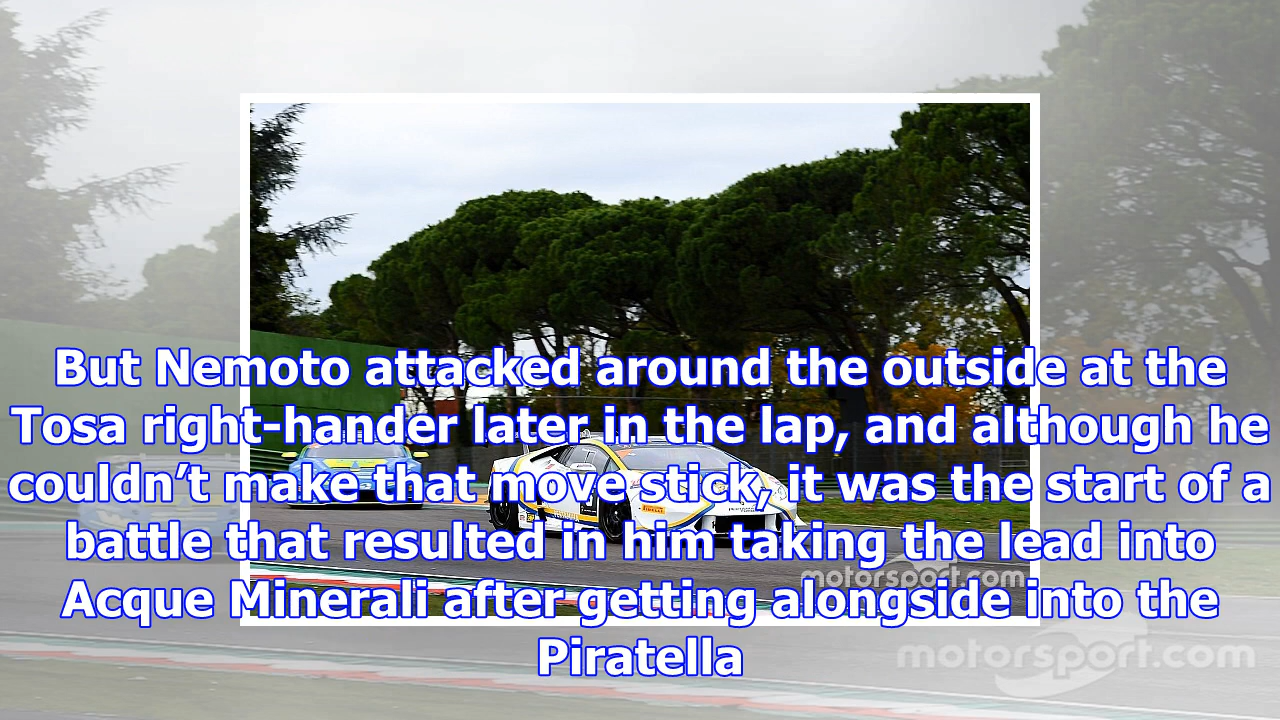 But Nemoto attacked around the outside at the
Tosa right-hander later in the lap, and although he
couldn’t make that move stick, it was the start of a
battle that resulted in him taking the lead into
motorsport.com
Acque Minerali after getting alongside into the
Piratella
motorsport.com